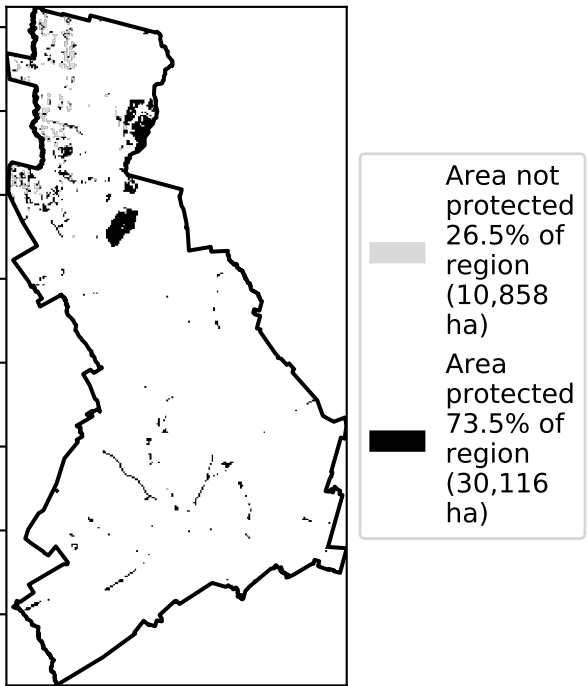 Area not
protected
26.5% of
region
(10,858
ha)
Area
protected
73.5% of
region
(30,116
ha)